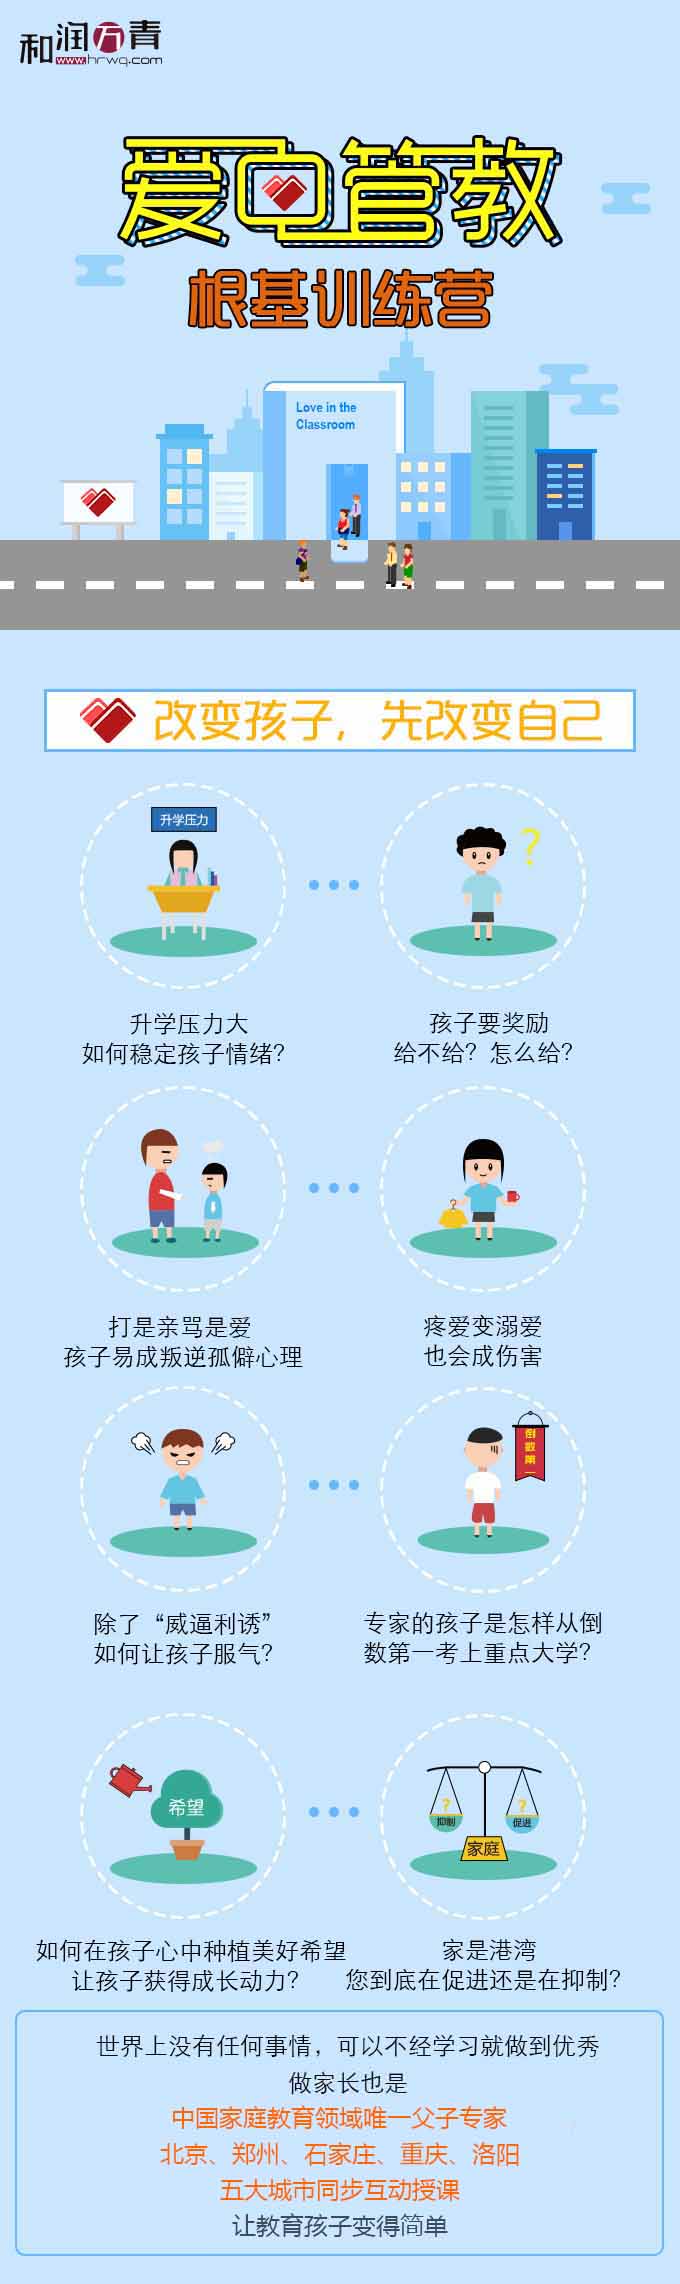 和润万青
www.hrwq.com
爱中管教
根基训练营
Love in the
Classroom
改变孩子，先改变自己
升学压力
?
升学压力大
如何稳定孩子情绪?
孩子要奖励
给不给？怎么给?
打是亲骂是爱
孩子易成叛逆孤僻心理
疼爱变溺爱
也会成伤害
倒数第一
除了“威逼利诱”
如何让孩子服气?
专家的孩子是怎样从倒
数第一考上重点大学?
希望
?
?
抑制
促进
家庭
如何在孩子心中种植美好希望
让孩子获得成长动力?
家是港湾
您到底在促进还是在抑制?
世界上没有任何事情，可以不经学习就做到优秀
做家长也是
中国家庭教育领域唯一父子专家
北京、郑州、石家庄、重庆、洛阳
五大城市同步互动授课
让教育孩子变得简单